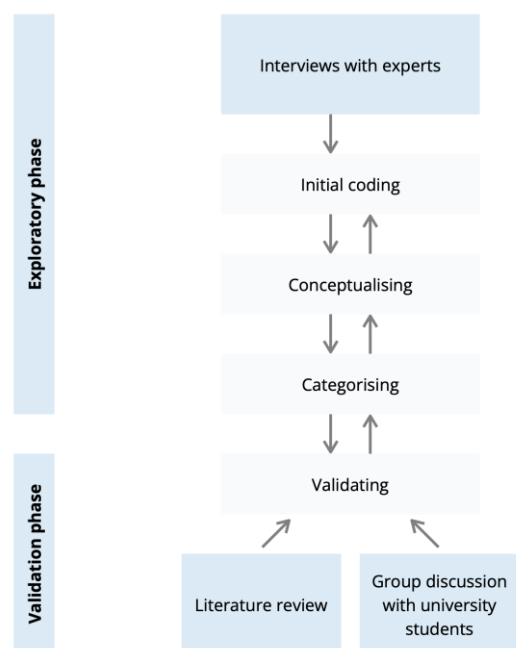 Exploratory phase
Interviews with experts
Initial coding
Conceptualising
Categorising
Validation phase
Validating
Literature review
Group discussion
with university
students